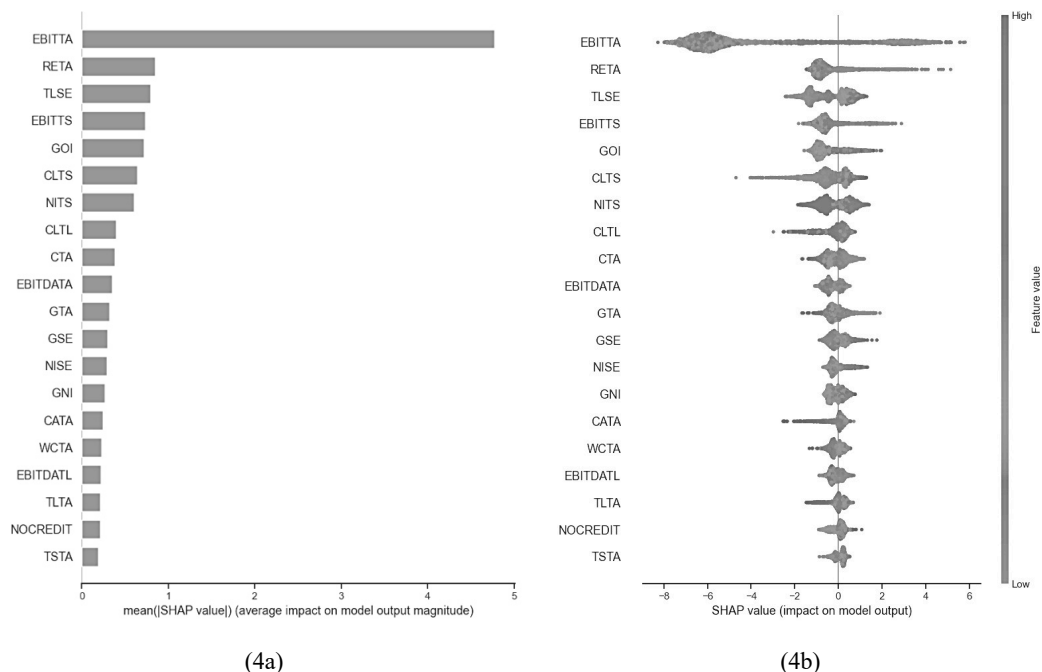 EBITTA
RETA
TLSE
EBITTS
GOI
CLTS
NITS
CLTL
CTA
EBITDATA
GTA
GSE
NISE
GNI
CATA
WCTA
EBITDATL
TLTA
NOCREDIT
TSTA
0 1 2 3 4 5
mean(|SHAP value|) (average impact on model output magnitude)
(4a)
EBITTA
RETA
TLSE
EBITTS
GOI
CLTS
NITS
CLTL
CTA
EBITDATA
GTA
GSE
NISE
GNI
CATA
WCTA
EBITDATL
TLTA
NOCREDIT
TSTA
−8 −6 −4 −2 0 2 4 6
SHAP value (impact on model output)
High
Feature value
Low
(4b)